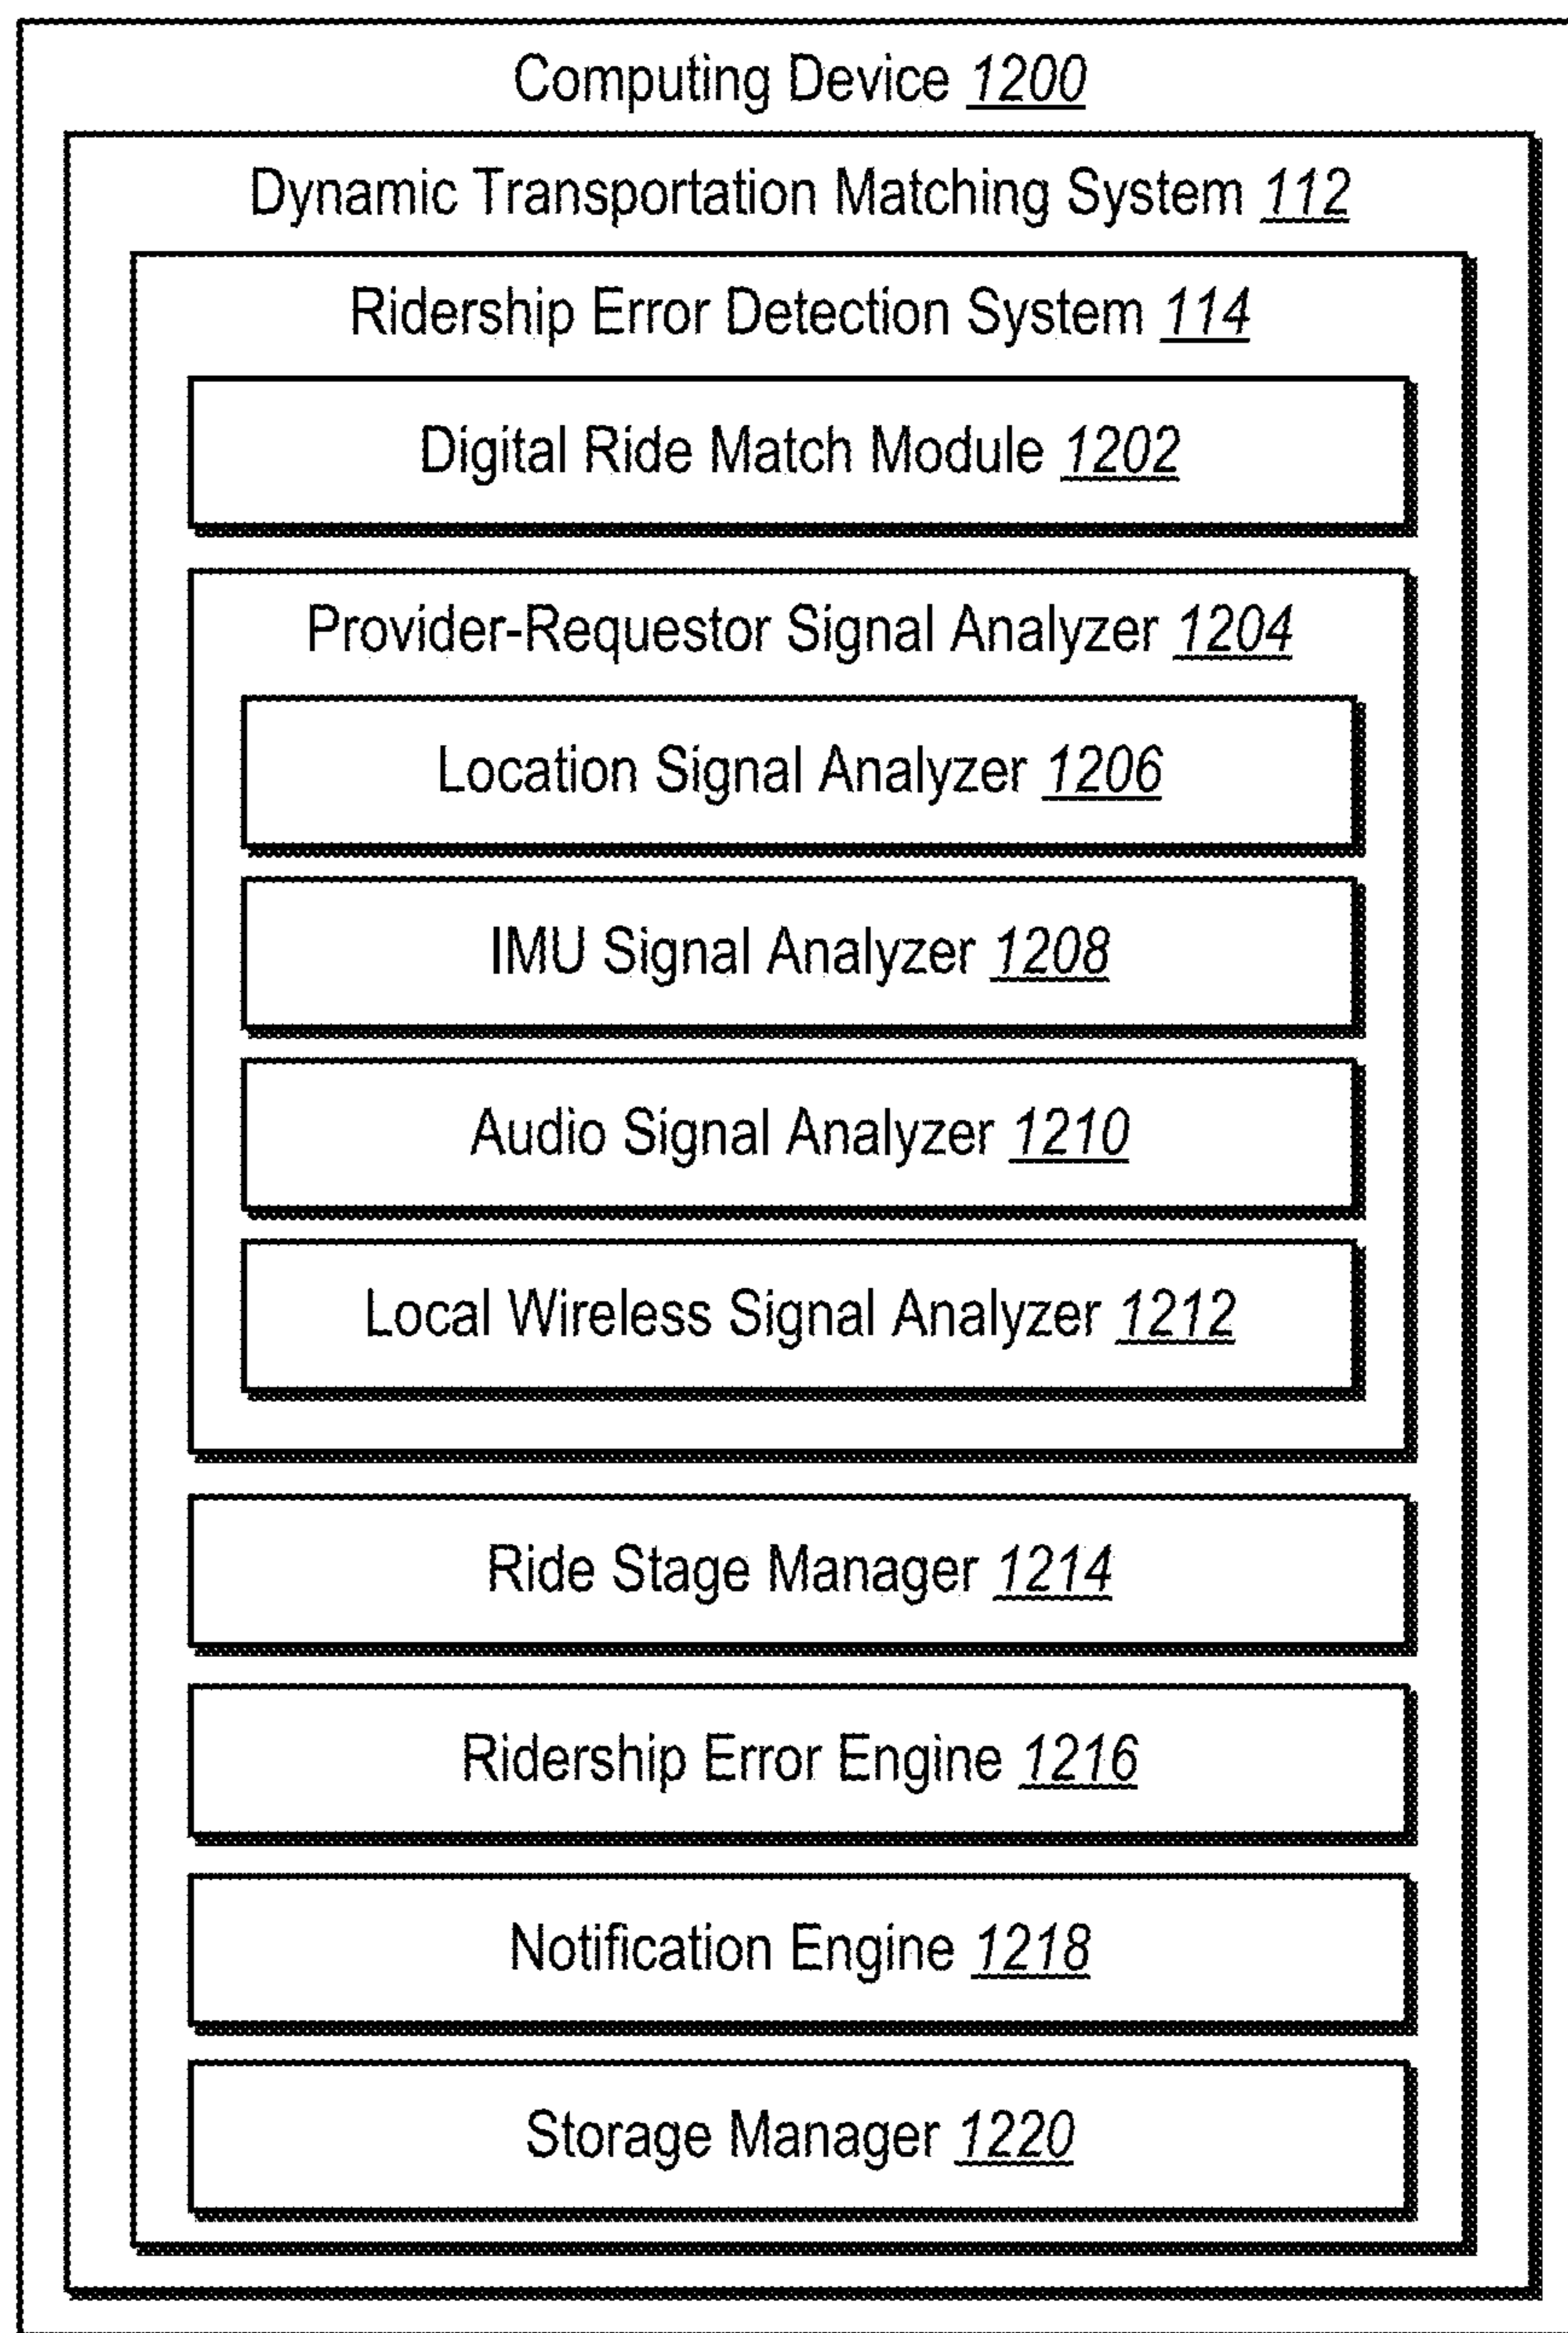 Computing Device 1200
Dynamic Transportation Matching System 112
Ridership Error Detection System 114
Digital Ride Match Module 1202
Provider-Requestor Signal Analyzer 1204
Location Signal Analyzer 1206
IMU Signal Analyzer 1208
Audio Signal Analyzer 1210
Local Wireless Signal Analyzer 1212
Ride Stage Manager 1214
Ridership Error Engine 1216
Notification Engine 1218
Storage Manager 1220